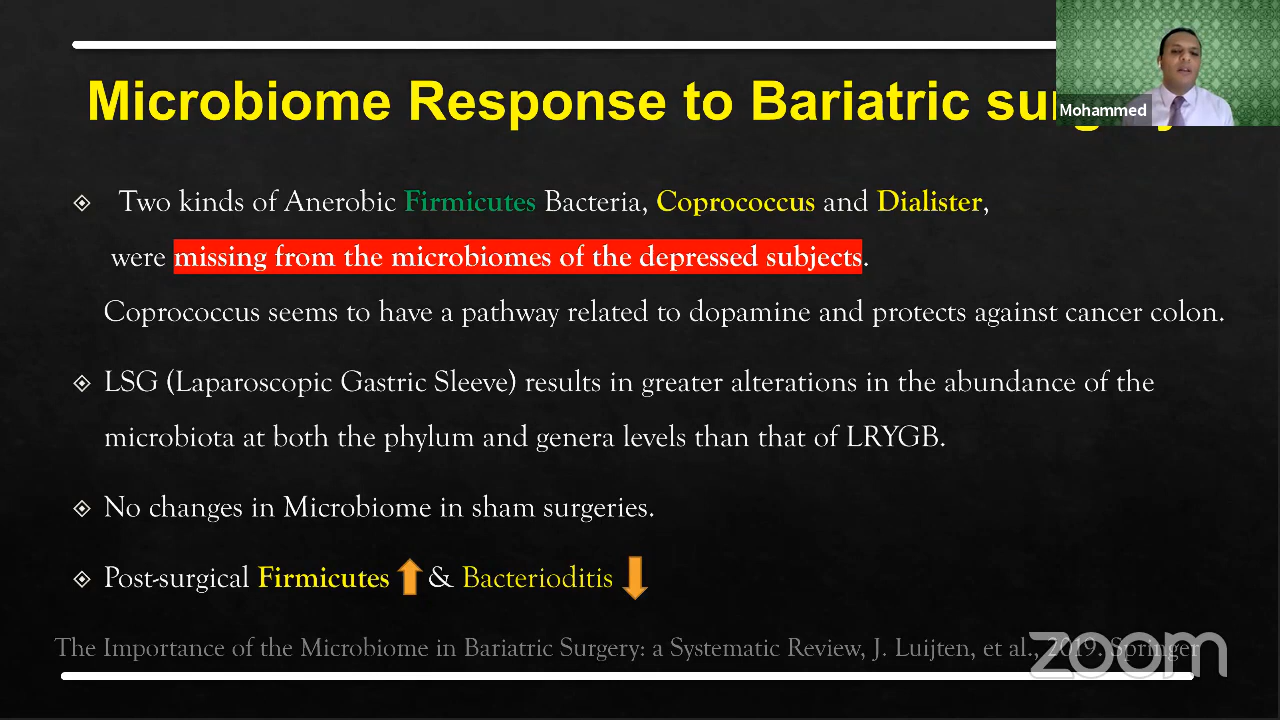 Microbiome Response to Bariatric surgery
Mohammed
Two kinds of Anerobic Firmicutes Bacteria, Coprococcus and Dialister,
were missing from the microbiomes of the depressed subjects.
Coprococcus seems to have a pathway related to dopamine and protects against cancer colon.
LSG (Laparoscopic Gastric Sleeve) results in greater alterations in the abundance of the
microbiota at both the phylum and genera levels than that of LRYGB.
No changes in Microbiome in sham surgeries.
Post-surgical Firmicutes & Bacterioditis
The Importance of the Microbiome in Bariatric Surgery: a Systematic Review, J. Luijten, et al., 2019. Springer
zoom